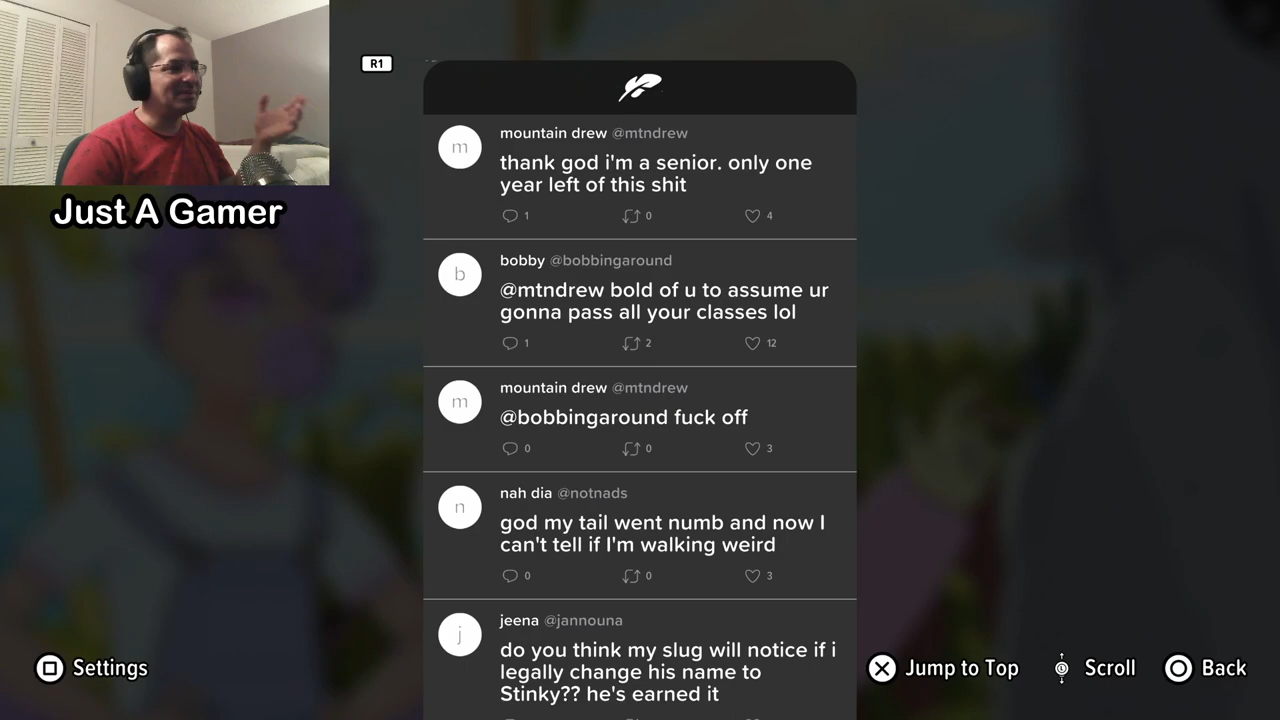 R1
mountain drew @mtndrew
thank god i'm a senior. only one
year left of this shit
1 0 4
Just A Gamer
bobby @bobbingaround
@mtndrew bold of u to assume ur
gonna pass all your classes lol
1 2 12
mountain drew @mtndrew
@bobbingaround fuck off
0 0 3
nah dia @notnads
god my tail went numb and now I
can't tell if I'm walking weird
0 0 3
jeena @jannouna
do you think my slug will notice if i
legally change his name to
Stinky?? he's earned it
m
b
m
n
j
Settings
Jump to Top
Scroll
Back